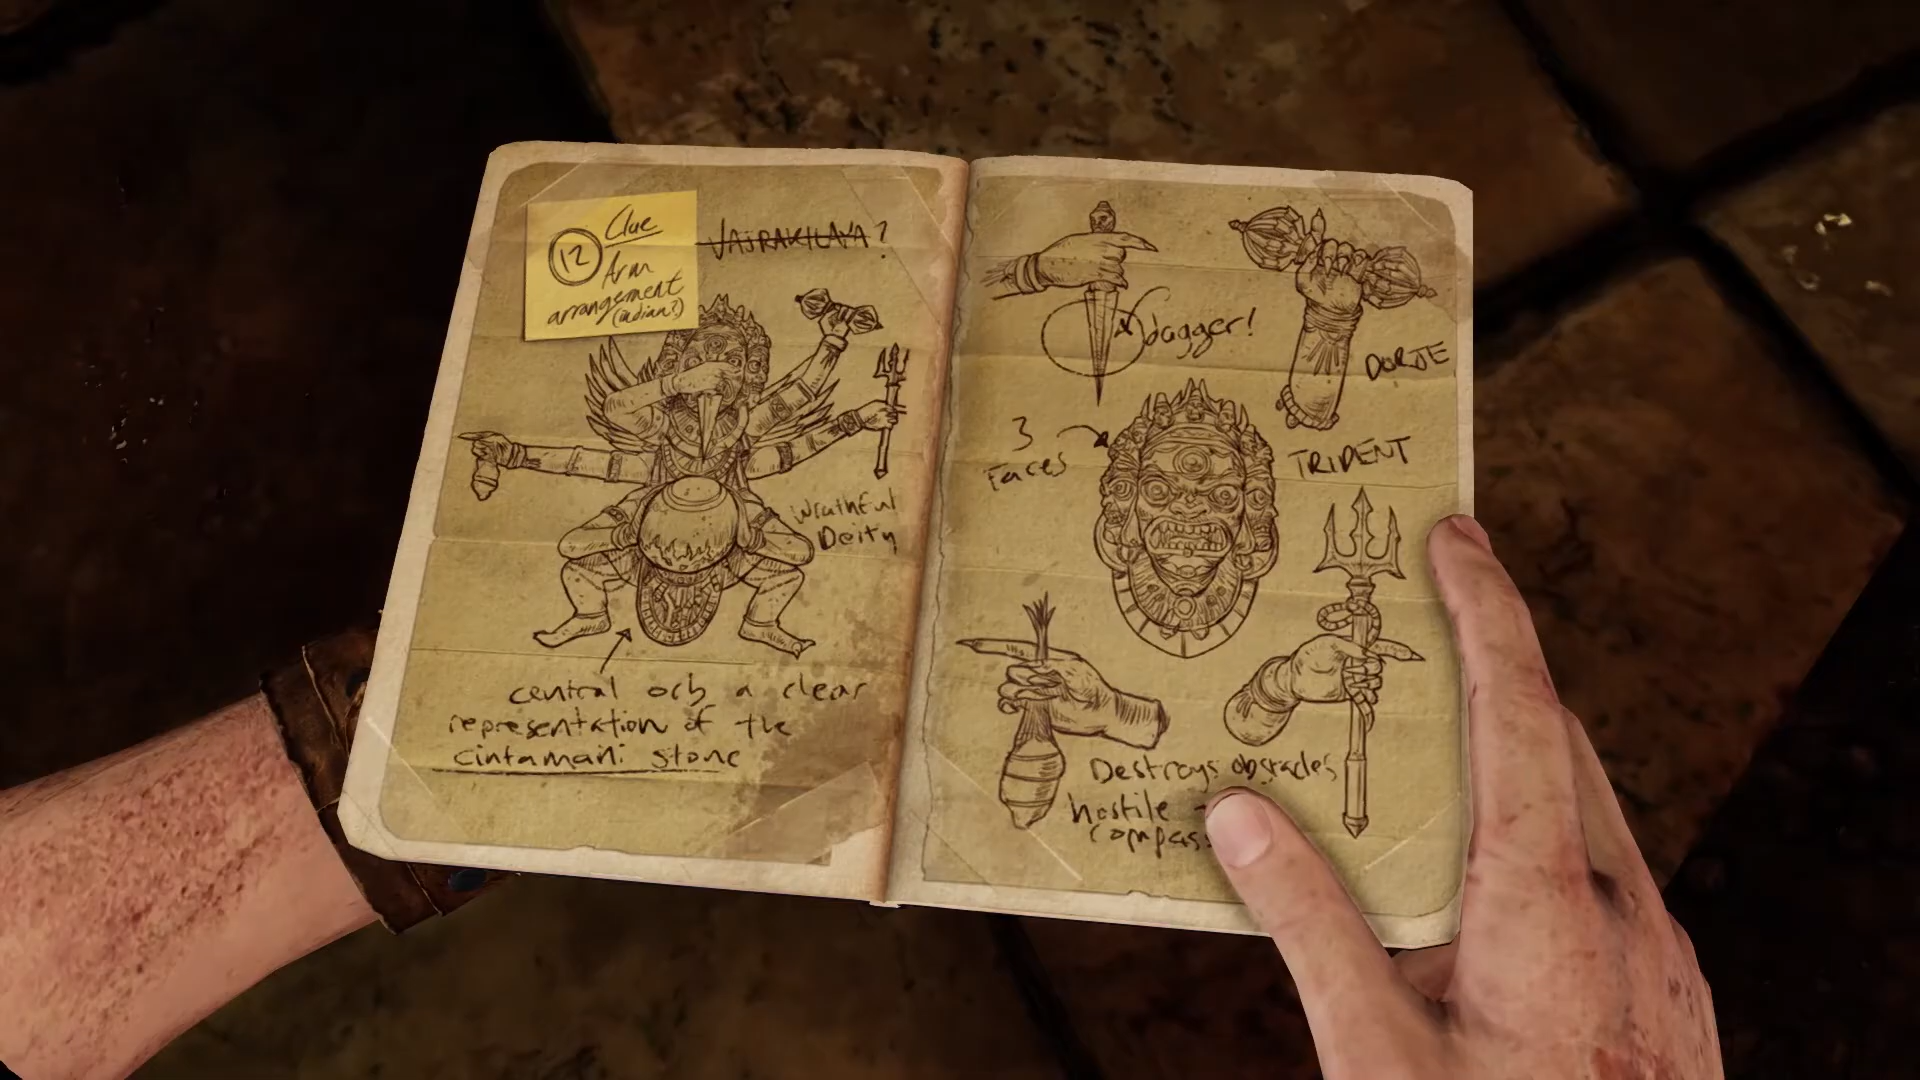 Clue
12
Arm
arrangement
(indian?)
VAJRAKILAYA?
Wrathful
Deity
central orb a clear
representation of the
cintamani stone
dagger!
DORJE
3
Faces
TRIDENT
Destroys obstacles
hostile
compass